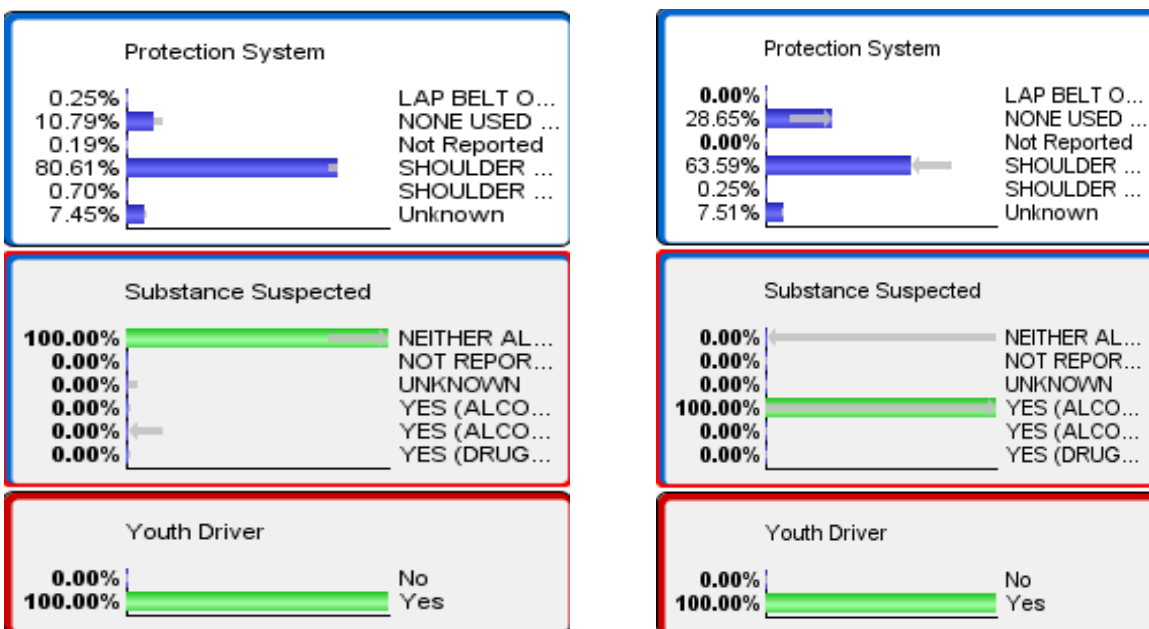 Protection System
0.25% LAP BELT O...
10.79% NONE USED ...
0.19% Not Reported
80.61% SHOULDER ...
0.70% SHOULDER ...
7.45% Unknown
Substance Suspected
100.00% NEITHER AL...
0.00% NOT REPOR...
0.00% UNKNOWN
0.00% YES (ALCO...
0.00% YES (ALCO...
0.00% YES (DRUG...
Youth Driver
0.00% No
100.00% Yes
Protection System
0.00% LAP BELT O...
28.65% NONE USED ...
0.00% Not Reported
63.59% SHOULDER ...
0.25% SHOULDER ...
7.51% Unknown
Substance Suspected
0.00% NEITHER AL...
0.00% NOT REPOR...
0.00% UNKNOWN
100.00% YES (ALCO...
0.00% YES (ALCO...
0.00% YES (DRUG...
Youth Driver
0.00% No
100.00% Yes